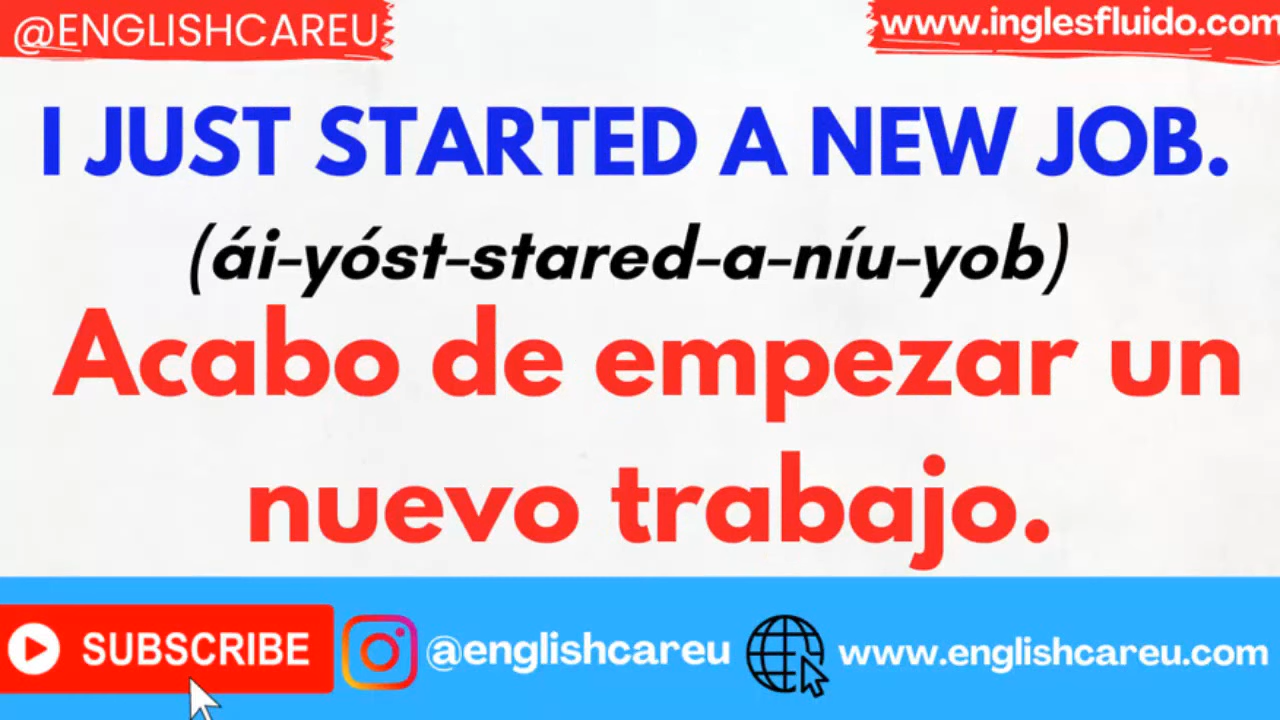 @ENGLISHCAREU
www.inglesfluido.com
I JUST STARTED A NEW JOB.
(ái-yóst-stared-a-níu-yob)
Acabo de empezar un
nuevo trabajo.
SUBSCRIBE
@englishcareu
www.englishcareu.com